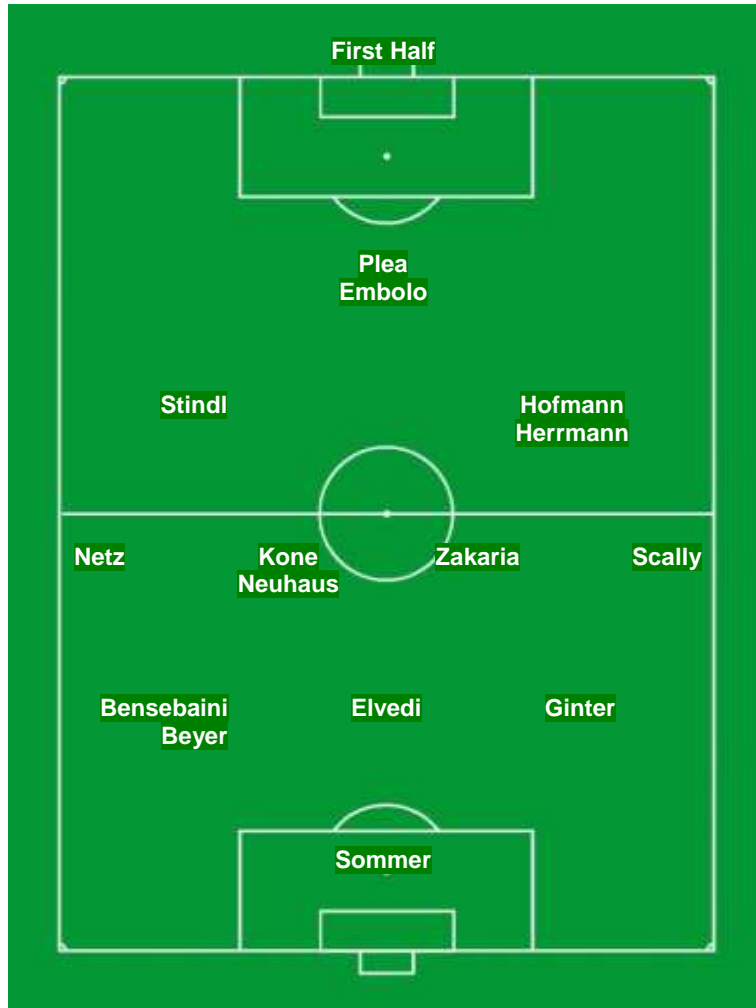 First Half
Plea
Embolo
Stindl
Hofmann
Herrmann
Netz
Kone
Neuhaus
Zakaria
Scally
Bensebaini
Beyer
Elvedi
Ginter
Sommer